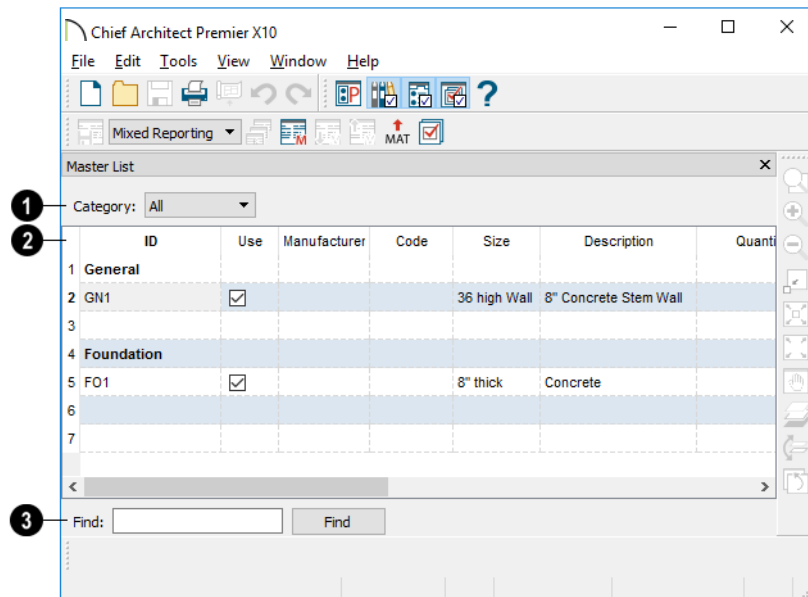 Chief Architect Premier X10
File Edit Tools View Window Help
P ?
Mixed Reporting M MAT
Master List
1 Category: All
2 ID Use Manufacturer Code Size Description Quanti
1 General
2 GN1 36 high Wall 8" Concrete Stem Wall
3
4 Foundation
5 FO1 8" thick Concrete
6
7
3 Find: Find